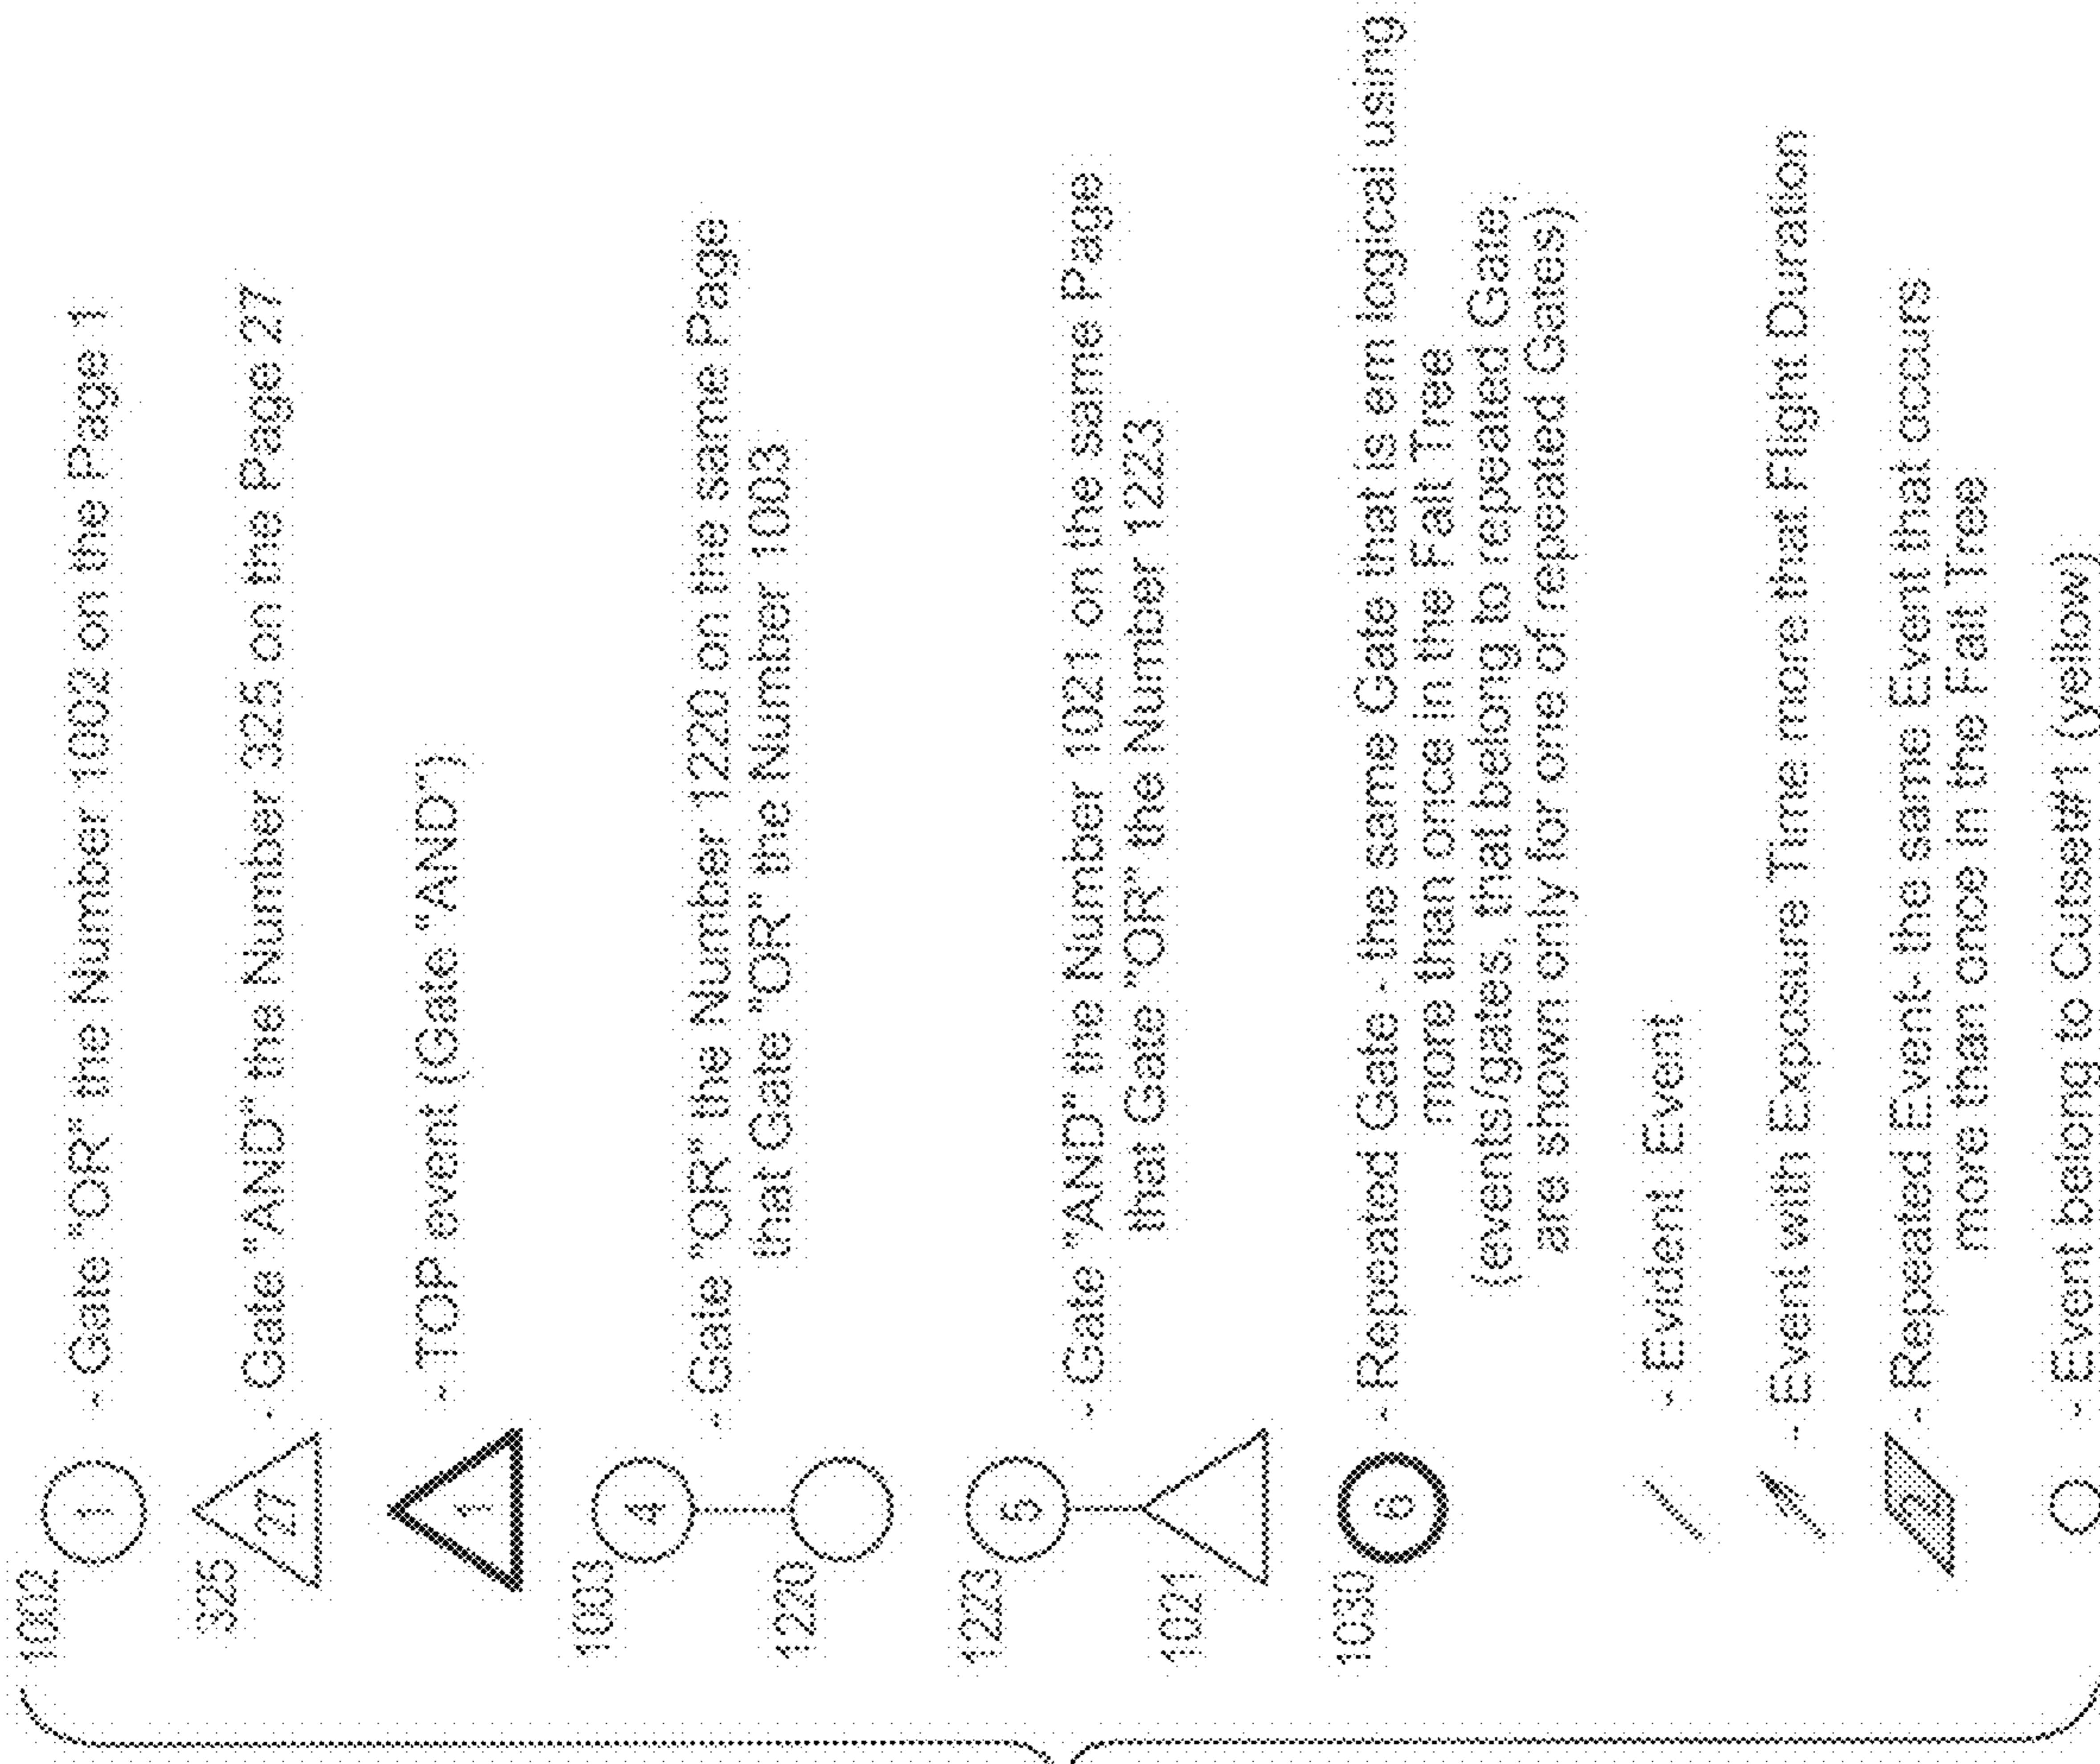 1002
1
- Gate "OR" the Number 1002 on the Page 1
325
27
- Gate "AND" the Number 325 on the Page 27
1
- TOP event (Gate "AND")
1003
4
1220
- Gate "OR" the Number 1220 on the same Page
that Gate "OR" the Number 1003
1223
5
1021
- Gate "AND" the Number 1021 on the same Page
that Gate "OR" the Number 1223
1030
6
- Repeated Gate - the same Gate that is em logical using
more than once in the Falt Tree
(events/gates, that belong to repeated Gate,
are shown only for one of repeated Gates)
- Evident Event
- Event with Exposure Time more that Flight Duration
- Repeated Event- the same Event that occurs
more than once in the Falt Tree
- Event belong to Cutset#1 (yellow)